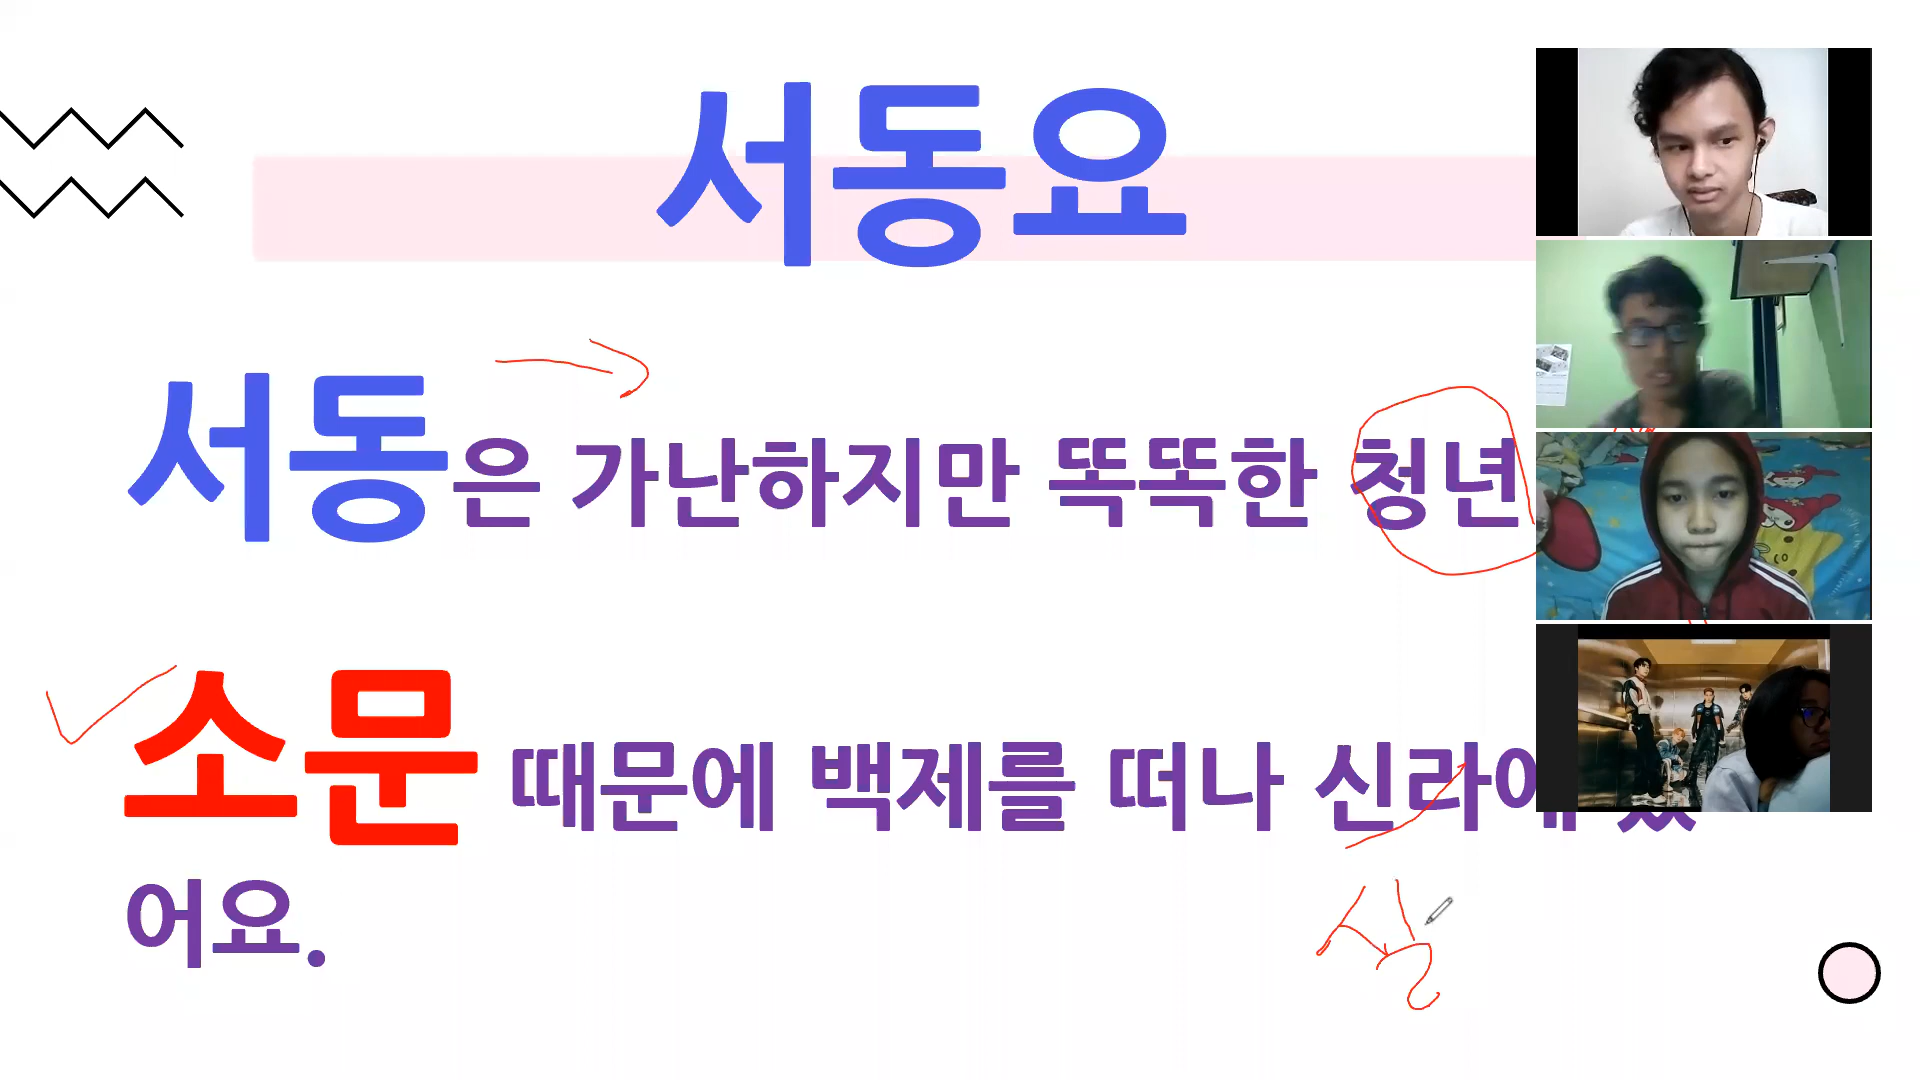 서동요
서동은 가난하지만 똑똑한 청년
소문 때문에 백제를 떠나 신라에
어요.
실